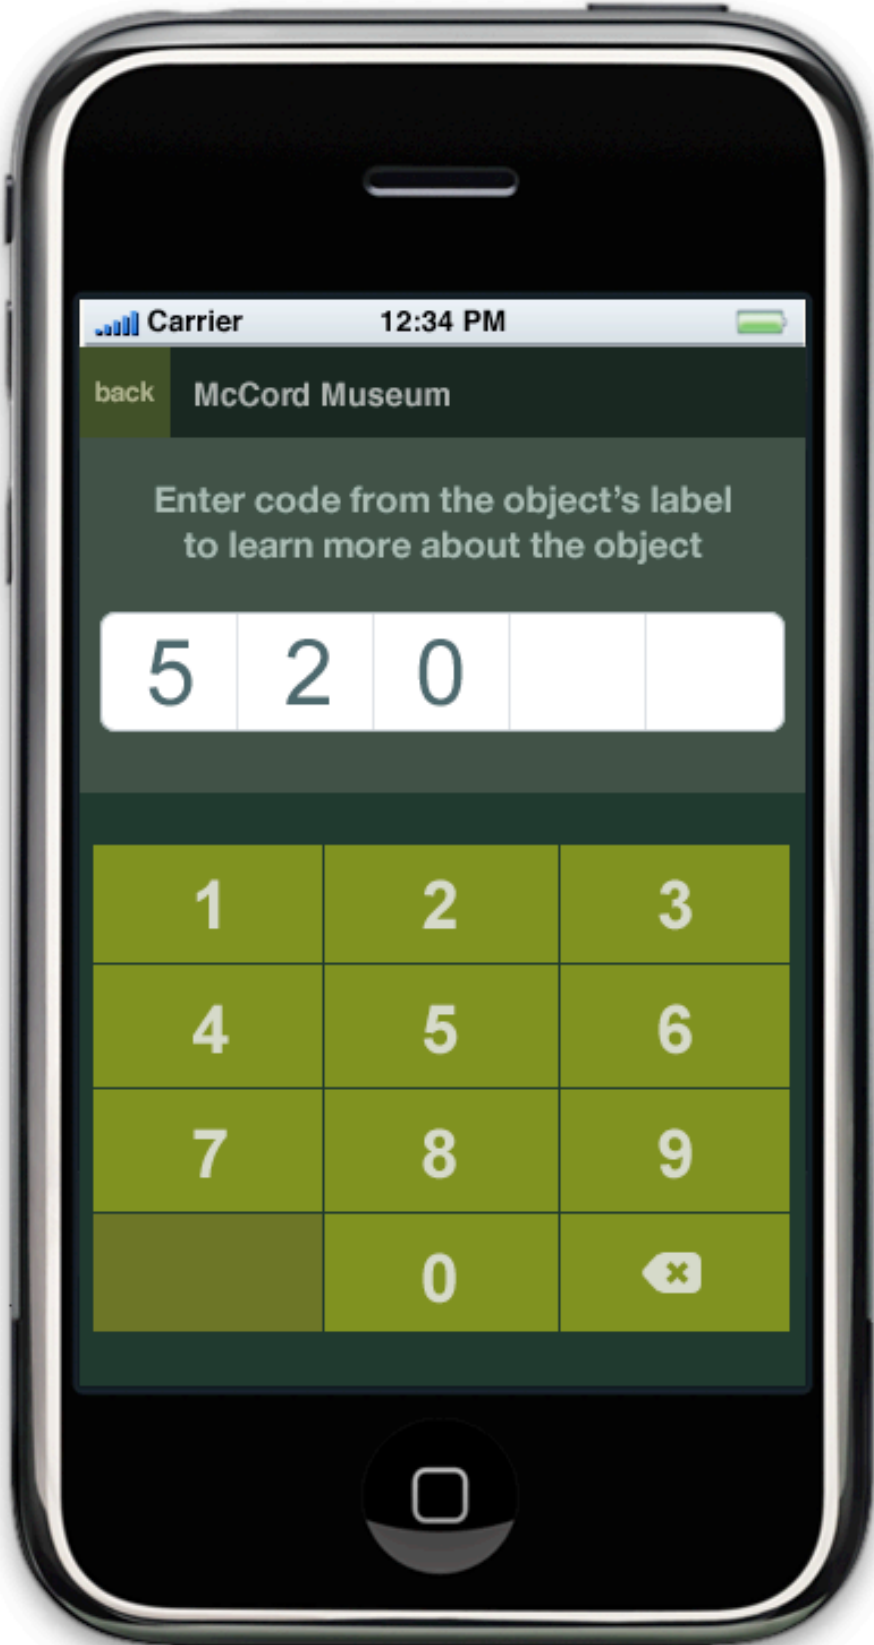 Carrier 12:34 PM
back McCord Museum
Enter code from the object’s label
to learn more about the object
5 2 0
1 2 3
4 5 6
7 8 9
0